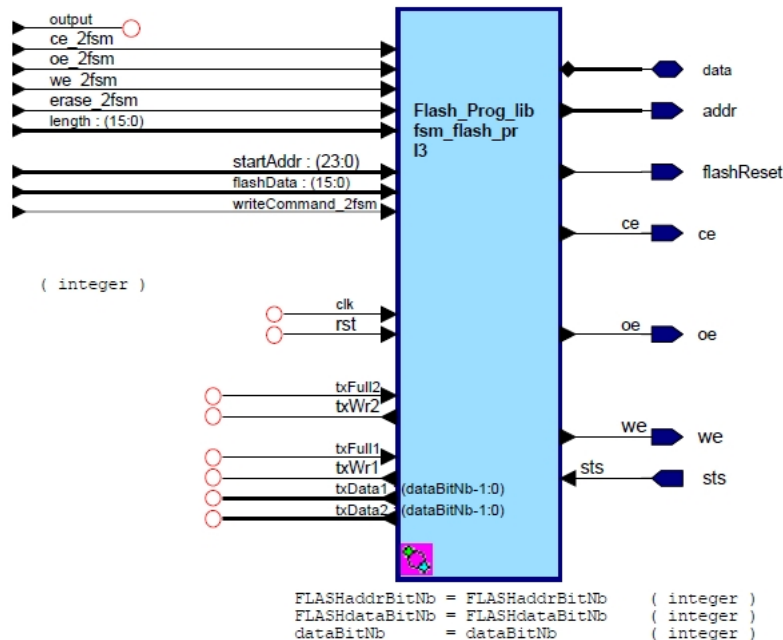 output
ce_2fsm
oe_2fsm
we_2fsm
erase_2fsm
length : (15:0)
startAddr : (23:0)
flashData : (15:0)
writeCommand_2fsm
( integer )
clk
rst
txFull2
txWr2
txFull1
txWr1
txData1 : (dataBitNb-1:0)
txData2 : (dataBitNb-1:0)
Flash_Prog_lib
fsm_flash_pr
I3
data
addr
flashReset
ce ce
oe oe
we we
sts sts
FLASHaddrBitNb = FLASHaddrBitNb ( integer )
FLASHdataBitNb = FLASHdataBitNb ( integer )
dataBitNb = dataBitNb ( integer )